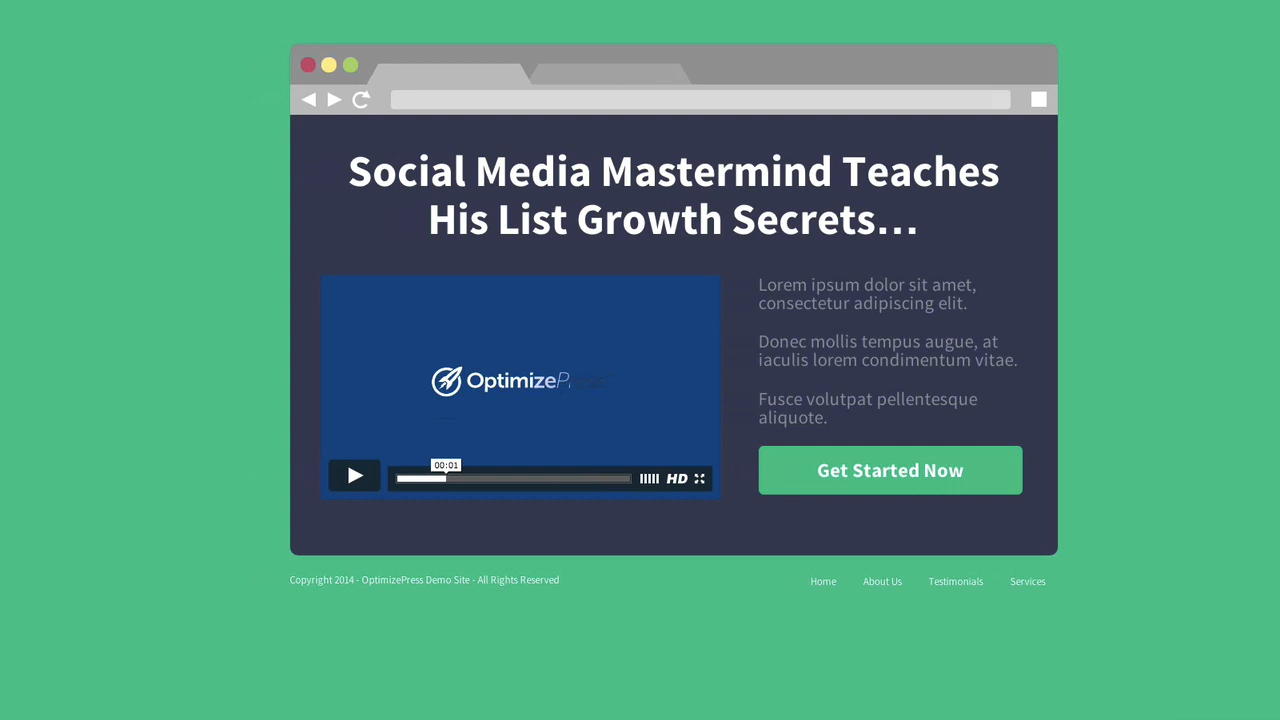 Social Media Mastermind Teaches
His List Growth Secrets...
Lorem ipsum dolor sit amet,
consectetur adipiscing elit.
Donec mollis tempus augue, at
iaculis lorem condimentum vitae.
Fusce volutpat pellentesque
aliquote.
Optimize
00:01
HD
Get Started Now
Copyright 2014 - OptimizePress Demo Site - All Rights Reserved
Home About Us Testimonials Services